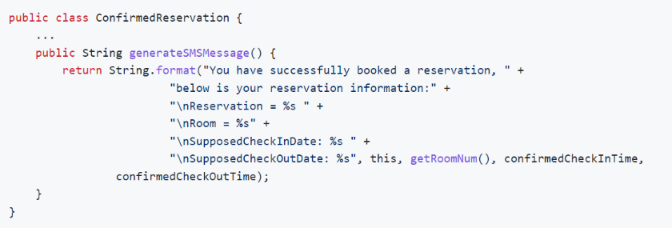 public class ConfirmedReservation {
    ...
    public String generateSMSMessage() {
        return String.format("You have successfully booked a reservation, " +
                        "below is your reservation information:" +
                        "\nReservation = %s " +
                        "\nRoom = %s" +
                        "\nSupposedCheckInDate: %s " +
                        "\nSupposedCheckOutDate: %s", this, getRoomNum(), confirmedCheckInTime,
                confirmedCheckOutTime);
    }
}